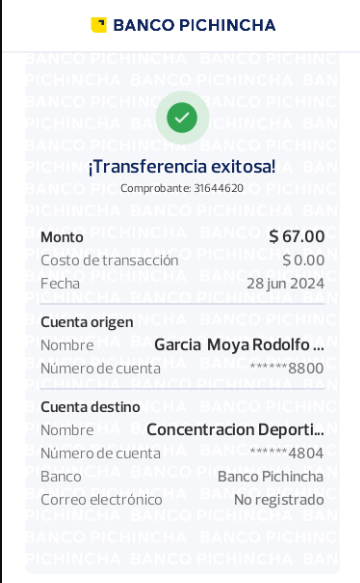 BANCO PICHINCHA
¡Transferencia exitosa!
Comprobante: 31644620
Monto $ 67.00
Costo de transacción $ 0.00
Fecha 28 jun 2024
Cuenta origen
Nombre Garcia Moya Rodolfo ...
Número de cuenta ******8800
Cuenta destino
Nombre Concentracion Deporti...
Número de cuenta ******4804
Banco Banco Pichincha
Correo electrónico No registrado